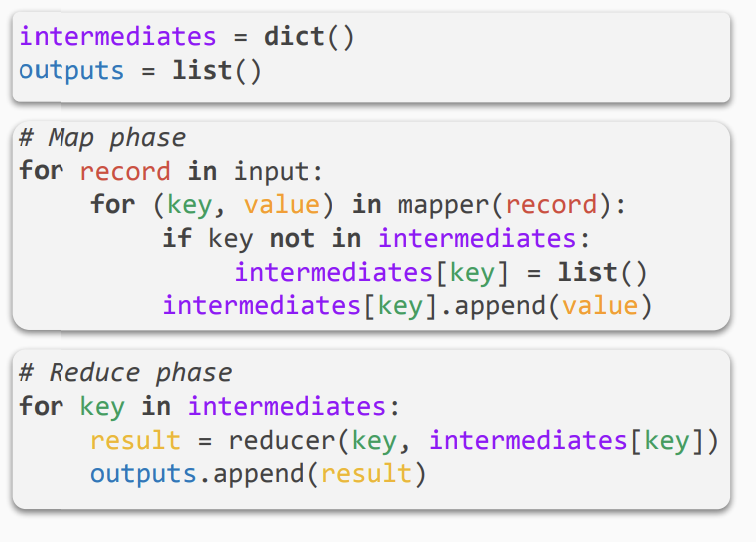 intermediates = dict()
outputs = list()
# Map phase
for record in input:
for (key, value) in mapper(record):
if key not in intermediates:
intermediates[key] = list()
intermediates[key].append(value)
# Reduce phase
for key in intermediates:
result = reducer(key, intermediates[key])
outputs.append(result)